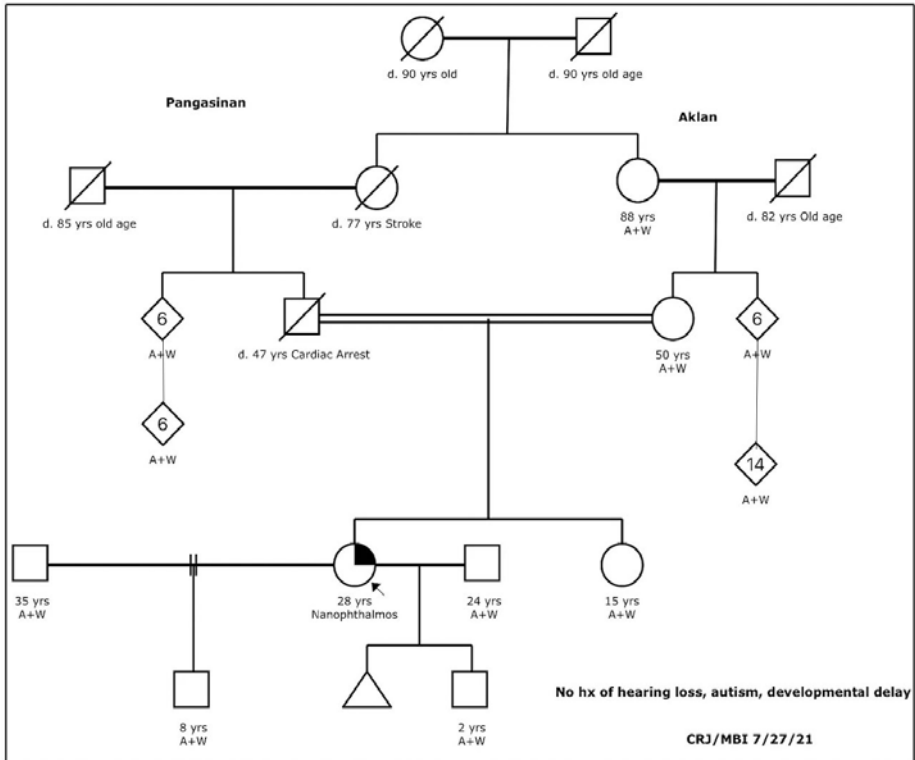 d. 90 yrs old
d. 90 yrs old age
Pangasinan
Aklan
d. 85 yrs old age
d. 77 yrs Stroke
88 yrs
A+W
d. 82 yrs Old age
6
A+W
d. 47 yrs Cardiac Arrest
50 yrs
A+W
6
A+W
6
A+W
14
A+W
35 yrs
A+W
28 yrs
Nanophthalmos
24 yrs
A+W
15 yrs
A+W
8 yrs
A+W
2 yrs
A+W
No hx of hearing loss, autism, developmental delay
CRJ/MBI 7/27/21